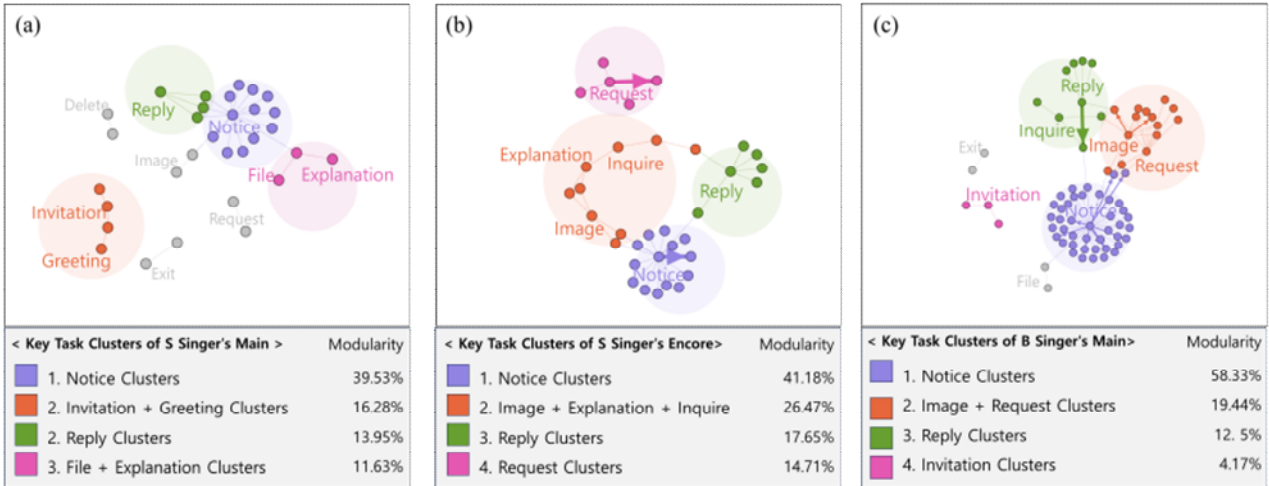 (a)
Delete
Reply
Notice
Image
File
Explanation
Invitation
Request
Greeting
Exit
< Key Task Clusters of S Singer's Main > Modularity
1. Notice Clusters 39.53%
2. Invitation + Greeting Clusters 16.28%
2. Reply Clusters 13.95%
3. File + Explanation Clusters 11.63%
(b)
Request
Explanation
Inquire
Reply
Image
Notice
< Key Task Clusters of S Singer's Encore> Modularity
1. Notice Clusters 41.18%
2. Image + Explanation + Inquire 26.47%
3. Reply Clusters 17.65%
4. Request Clusters 14.71%
(c)
Reply
Inquire
Image
Exit
Request
Invitation
Notice
File
< Key Task Clusters of B Singer's Main> Modularity
1. Notice Clusters 58.33%
2. Image + Request Clusters 19.44%
3. Reply Clusters 12. 5%
4. Invitation Clusters 4.17%